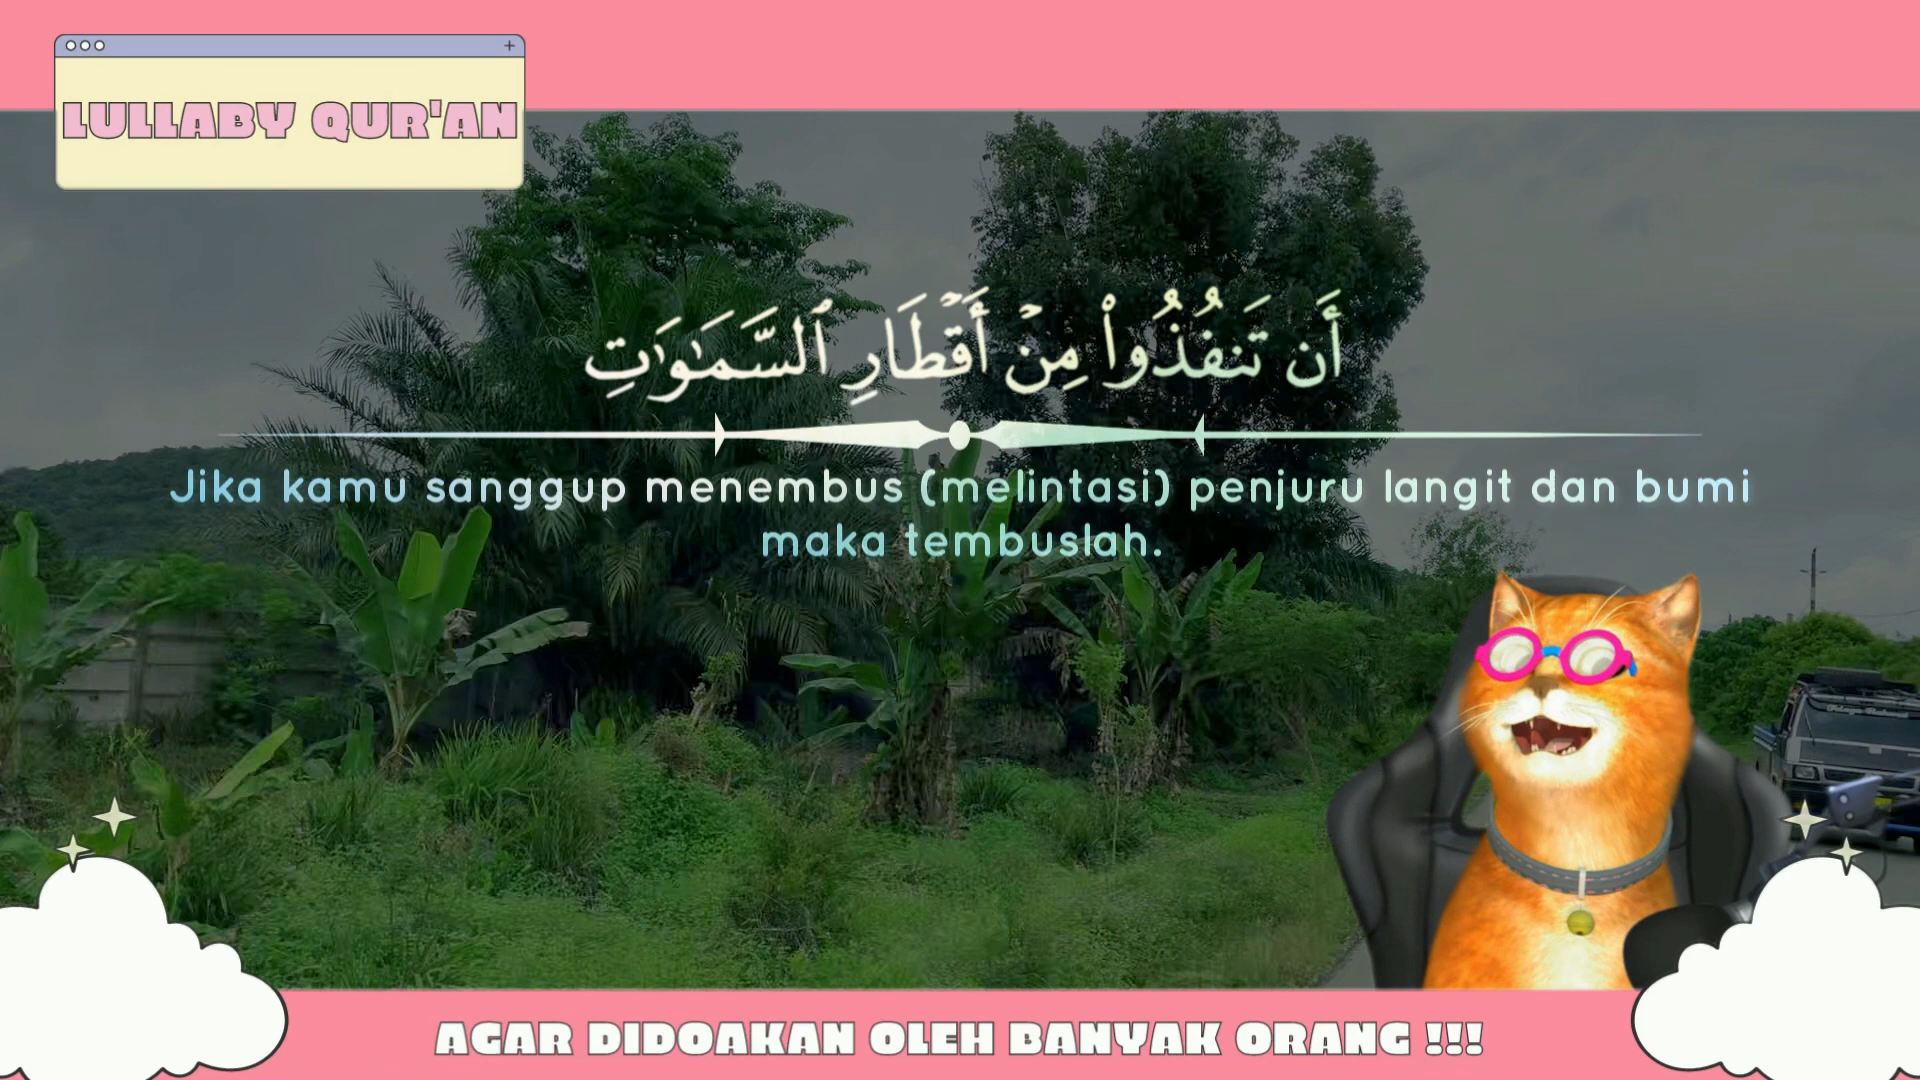 LULLABY QUR'AN
أَن تَنفُذُوا۟ مِنْ أَقْطَارِ ٱلسَّمَـٰوَٰتِ
Jika kamu sanggup menembus (melintasi) penjuru langit dan bumi
maka tembuslah.
AGAR DIDOAKAN OLEH BANYAK ORANG !!!